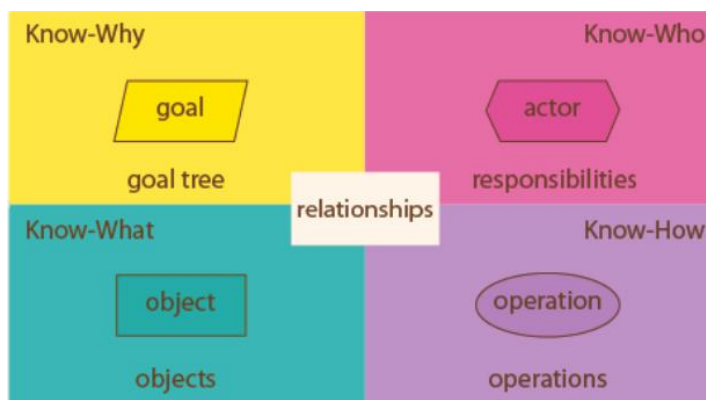 Know-Why
goal
goal tree
Know-Who
actor
responsibilities
relationships
Know-What
object
objects
Know-How
operation
operations